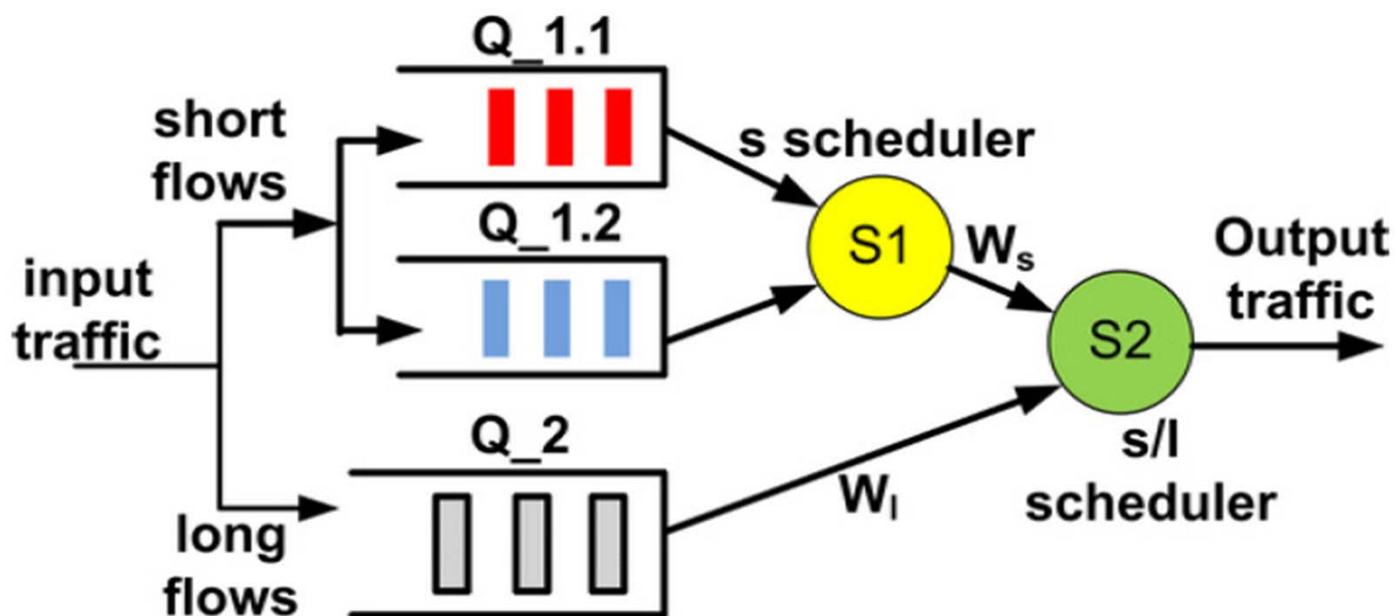 Q_1.1
short
flows
s scheduler
Q_1.2
S1
Ws
input
traffic
Output
traffic
S2
Q_2
s/l
scheduler
Wl
long
flows